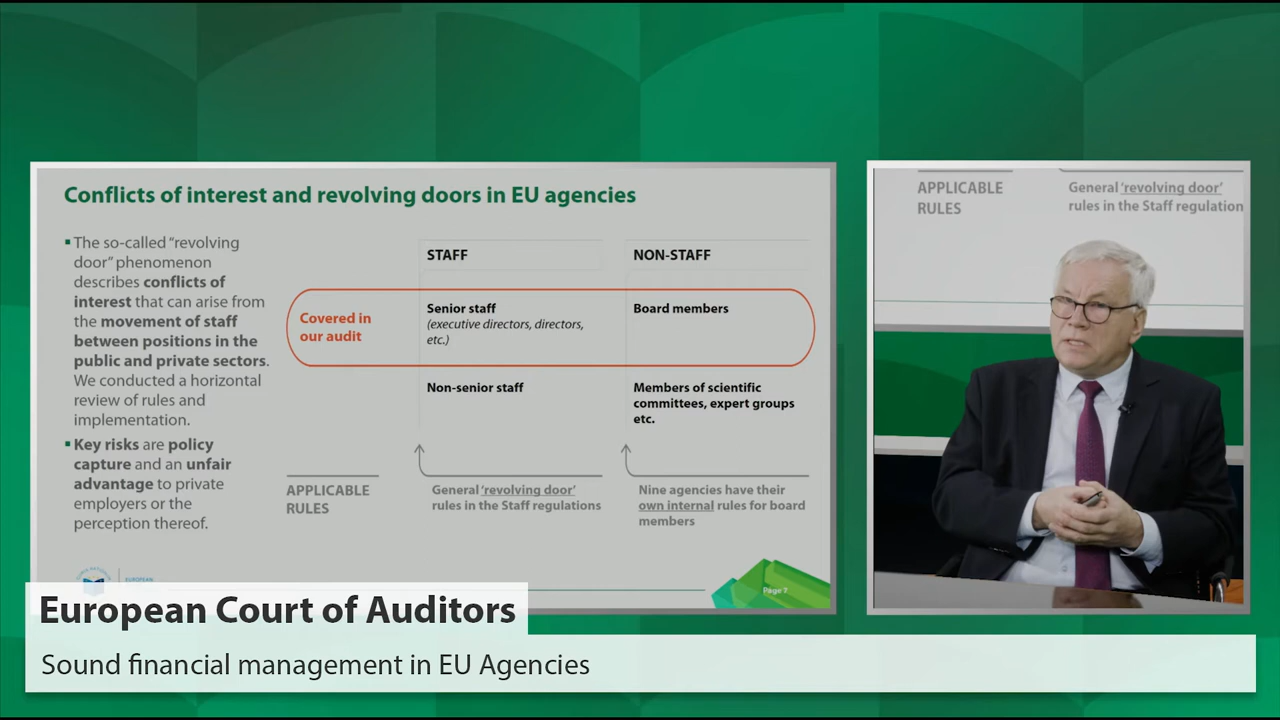 Conflicts of interest and revolving doors in EU agencies
▪ The so-called “revolving
door” phenomenon
describes conflicts of
interest that can arise from
the movement of staff
between positions in the
public and private sectors.
We conducted a horizontal
review of rules and
implementation.
▪ Key risks are policy
capture and an unfair
advantage to private
employers or the
perception thereof.
STAFF
NON-STAFF
Covered in
our audit
Senior staff
(executive directors, directors,
etc.)
Board members
Non-senior staff
Members of scientific
committees, expert groups
etc.
APPLICABLE
RULES
General ‘revolving door’
rules in the Staff regulations
Nine agencies have their
own internal rules for board
members
EUROPEAN
Page 7
APPLICABLE
RULES
General ‘revolving door’
rules in the Staff regulation
European Court of Auditors
Sound financial management in EU Agencies